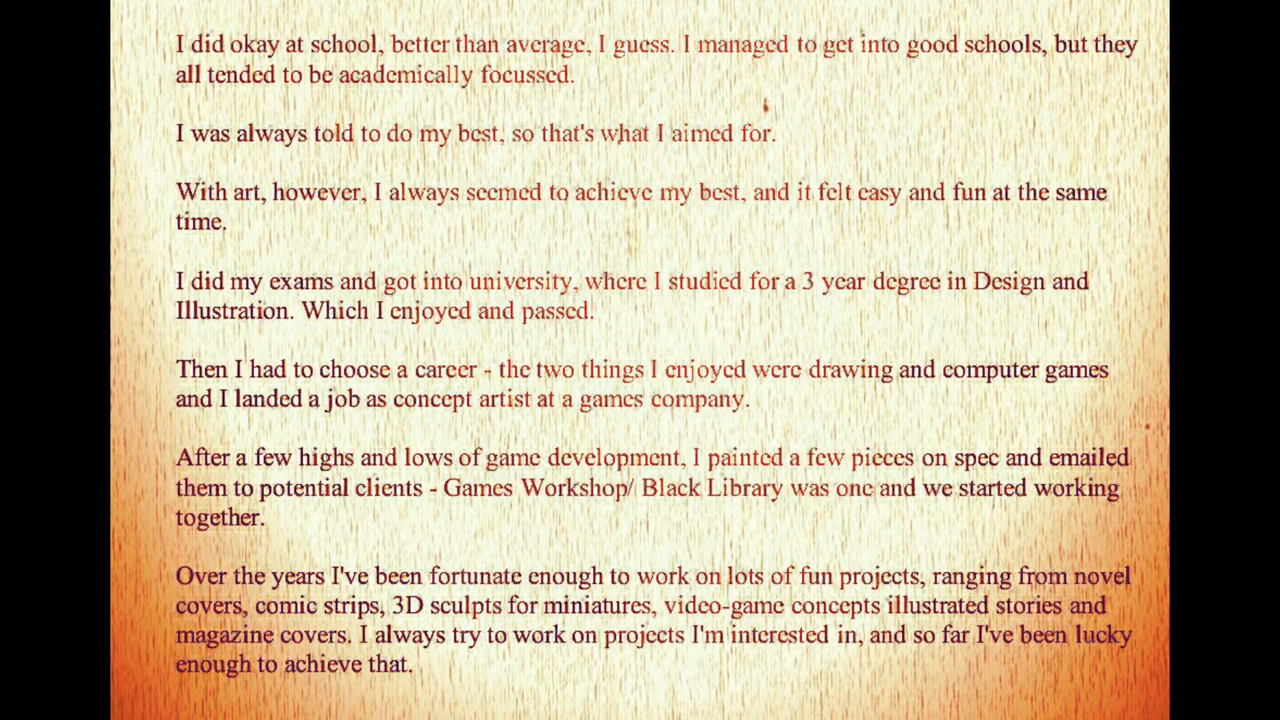 I did okay at school, better than average, I guess. I managed to get into good schools, but they
all tended to be academically focussed.
I was always told to do my best, so that's what I aimed for.
With art, however, I always seemed to achieve my best, and it felt easy and fun at the same
time.
I did my exams and got into university, where I studied for a 3 year degree in Design and
Illustration. Which I enjoyed and passed.
Then I had to choose a career - the two things I enjoyed were drawing and computer games
and I landed a job as concept artist at a games company.
After a few highs and lows of game development, I painted a few pieces on spec and emailed
them to potential clients - Games Workshop/ Black Library was one and we started working
together.
Over the years I've been fortunate enough to work on lots of fun projects, ranging from novel
covers, comic strips, 3D sculpts for miniatures, video-game concepts illustrated stories and
magazine covers. I always try to work on projects I'm interested in, and so far I've been lucky
enough to achieve that.